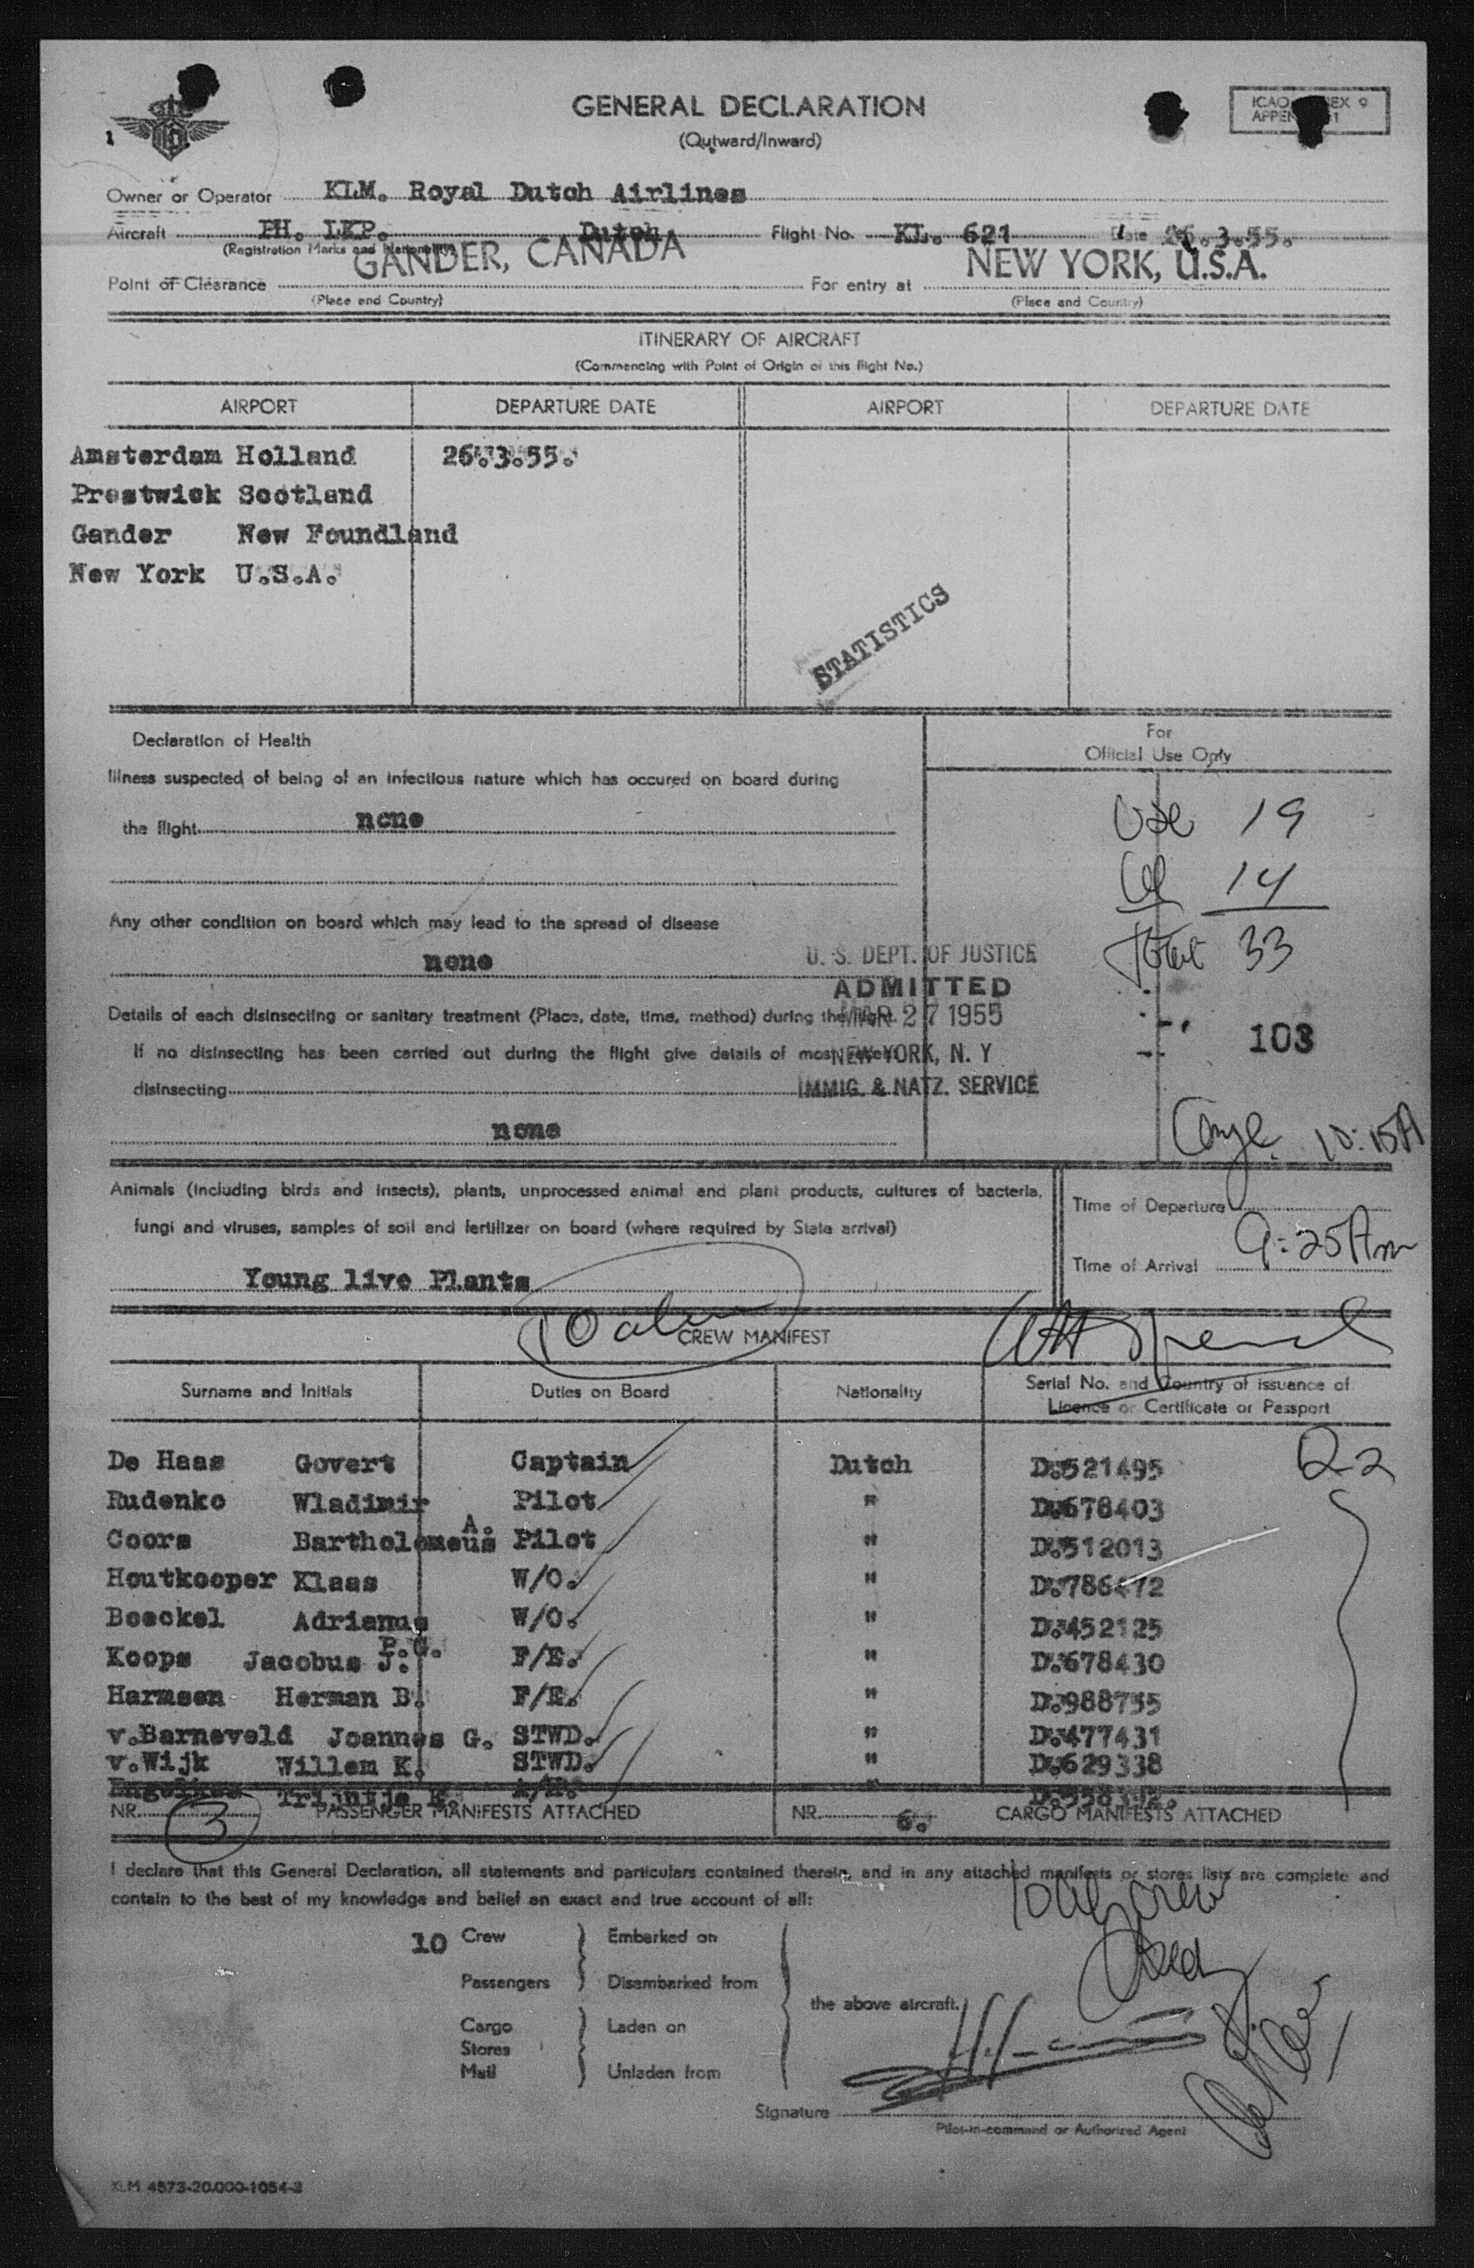 GENERAL DECLARATION
(Outward/Inward)
1
ICAO
Owner or Operator KLM. Royal Dutch Airlines
Aircraft PH. LKP. Dutch Flight No. KL. 621 Date 26.3.55.
(Registration Marks and Nationality)
GANDER, CANADA NEW YORK, U.S.A.
Point of Clearance For entry at
(Place and Country) (Place and Country)
ITINERARY OF AIRCRAFT
(Commencing with Point of Origin of this flight No.)
AIRPORT DEPARTURE DATE AIRPORT DEPARTURE DATE
Amsterdam Holland 26.3.55.
Prestwick Scotland
Gander New Foundland
New York U.S.A.
STATISTICS
Declaration of Health
For
Official Use Only
Illness suspected of being of an infectious nature which has occured on board during
the flight none
19
14
Any other condition on board which may lead to the spread of disease
none
Total 33
U. S. DEPT. OF JUSTICE
ADMITTED
MAR 27 1955
NEW YORK, N. Y
IMMIG. & NATZ. SERVICE
Details of each disinsecting or sanitary treatment (Place, date, time, method) during the flight.
If no disinsecting has been carried out during the flight give details of most
disinsecting
none
103
10:15A
Animals (including birds and insects), plants, unprocessed animal and plant products, cultures of bacteria,
fungi and viruses, samples of soil and fertilizer on board (where required by State arrival)
Young live Plants
Time of Departure
Time of Arrival 9:25Am
CREW MANIFEST
Surname and Initials Duties on Board Nationality Serial No. and Country of issuance of
Licence or Certificate or Passport
De Haas Govert Captain Dutch D.521495
Rudenko Wladimir Pilot " D.678403
Coors Bartholomeus A. Pilot " D.512013
Houtkooper Klaas W/O. " D.786472
Boeckel Adrianus W/O. " D.452125
Koops Jacobus J. P.G. F/E. " D.678430
Harmsen Herman B. F/E. " D.988755
v.Barneveld Joannes G. STWD. " D.477431
v.Wijk Willem K. STWD. " D.629338
Trijntje K. "
NR. 3 PASSENGER MANIFESTS ATTACHED NR. 6. CARGO MANIFESTS ATTACHED
I declare that this General Declaration, all statements and particulars contained therein, and in any attached manifests or stores lists are complete and
contain to the best of my knowledge and belief an exact and true account of all:
10 Crew Embarked on
Passengers Disembarked from
the above aircraft.
Cargo Laden on
Stores
Mail Unladen from
Signature
Pilot-in-command or Authorized Agent
KLM 4573-20.000-1054-3